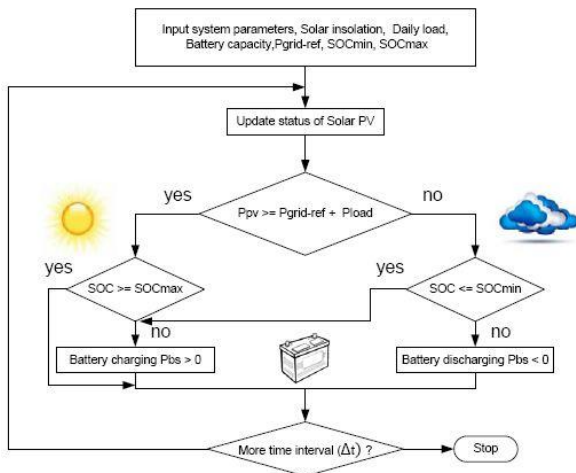 Input system parameters, Solar insolation, Daily load,
Battery capacity,Pgrid-ref, SOCmin, SOCmax
Update status of Solar PV
yes
no
Ppv >= Pgrid-ref + Pload
yes
yes
SOC >= SOCmax
SOC <= SOCmin
no
no
Battery charging Pbs > 0
Battery discharging Pbs < 0
More time interval (Δt) ?
Stop